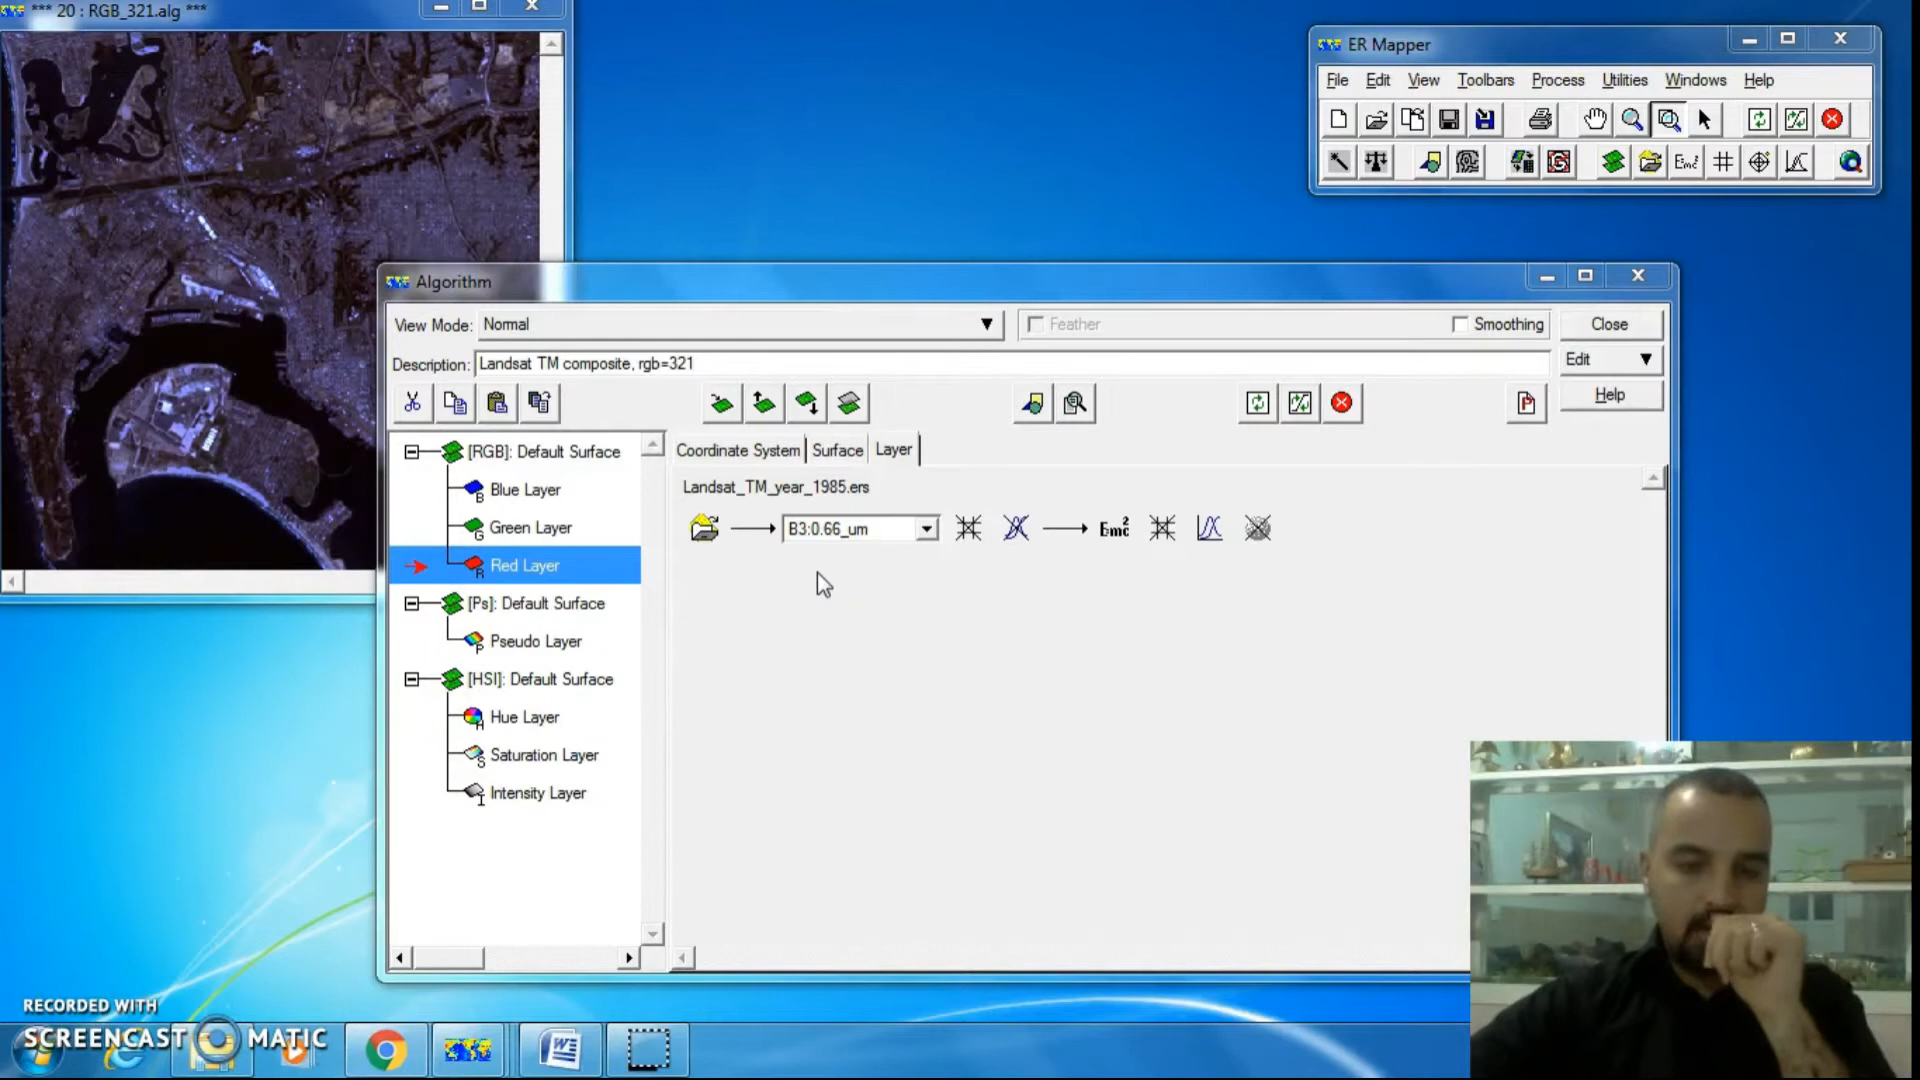 *** 20 : RGB_321.alg ***
ER Mapper
File Edit View Toolbars Process Utilities Windows Help
Emc²
Algorithm
View Mode: Normal
Feather
Smoothing
Close
Description: Landsat TM composite, rgb=321
Edit
Help
[RGB]: Default Surface
Blue Layer
Green Layer
Red Layer
[Ps]: Default Surface
Pseudo Layer
[HSI]: Default Surface
Hue Layer
Saturation Layer
Intensity Layer
Coordinate System Surface Layer
Landsat_TM_year_1985.ers
B3:0.66_um
Emc²
RECORDED WITH
SCREENCAST MATIC